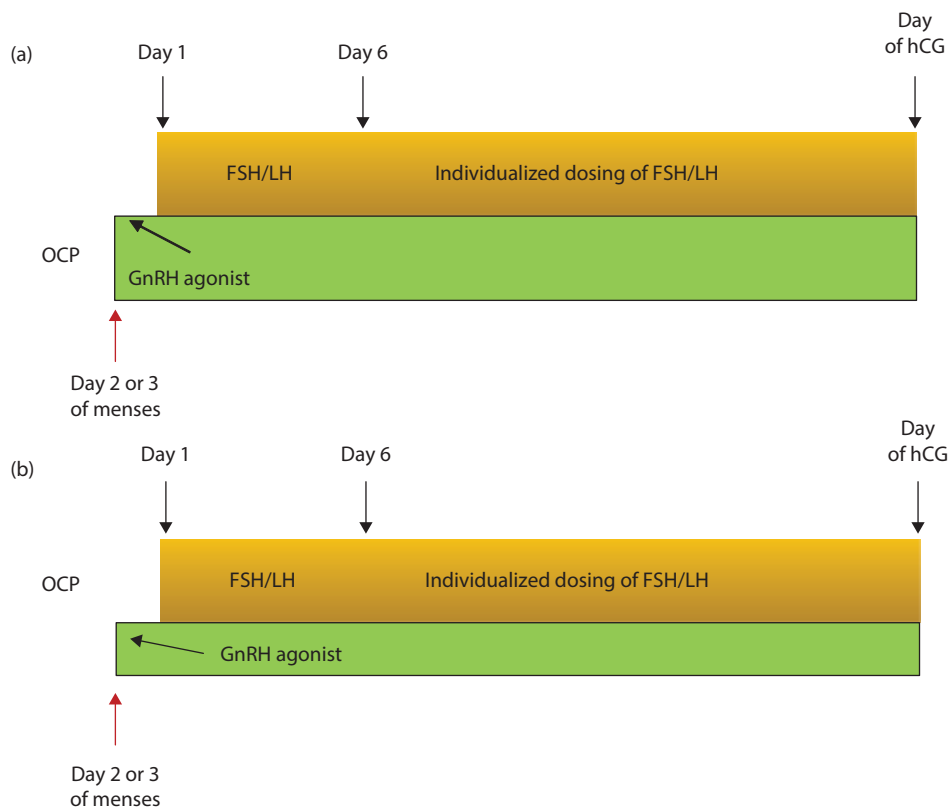 (a)
Day 1
Day 6
Day
of hCG
FSH/LH
Individualized dosing of FSH/LH
OCP
GnRH agonist
Day 2 or 3
of menses
(b)
Day 1
Day 6
Day
of hCG
OCP
FSH/LH
Individualized dosing of FSH/LH
GnRH agonist
Day 2 or 3
of menses